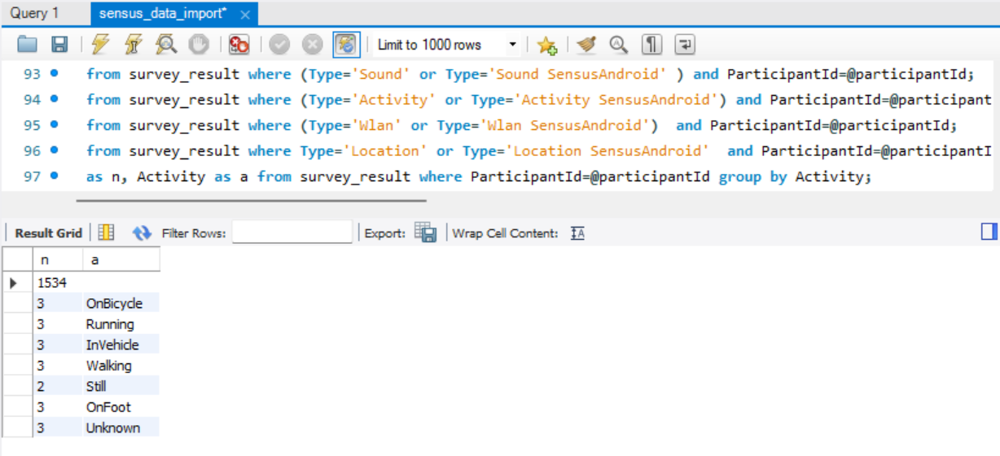 Query 1
sensus_data_import*
Limit to 1000 rows
93 from survey_result where (Type='Sound' or Type='Sound SensusAndroid' ) and ParticipantId=@participantId;
94 from survey_result where (Type='Activity' or Type='Activity SensusAndroid') and ParticipantId=@participant
95 from survey_result where (Type='Wlan' or Type='Wlan SensusAndroid')  and ParticipantId=@participantId;
96 from survey_result where Type='Location' or Type='Location SensusAndroid'  and ParticipantId=@participantI
97 as n, Activity as a from survey_result where ParticipantId=@participantId group by Activity;
Result Grid Filter Rows: Export: Wrap Cell Content: IA
n a
1534
3 OnBicycle
3 Running
3 InVehicle
3 Walking
2 Still
3 OnFoot
3 Unknown